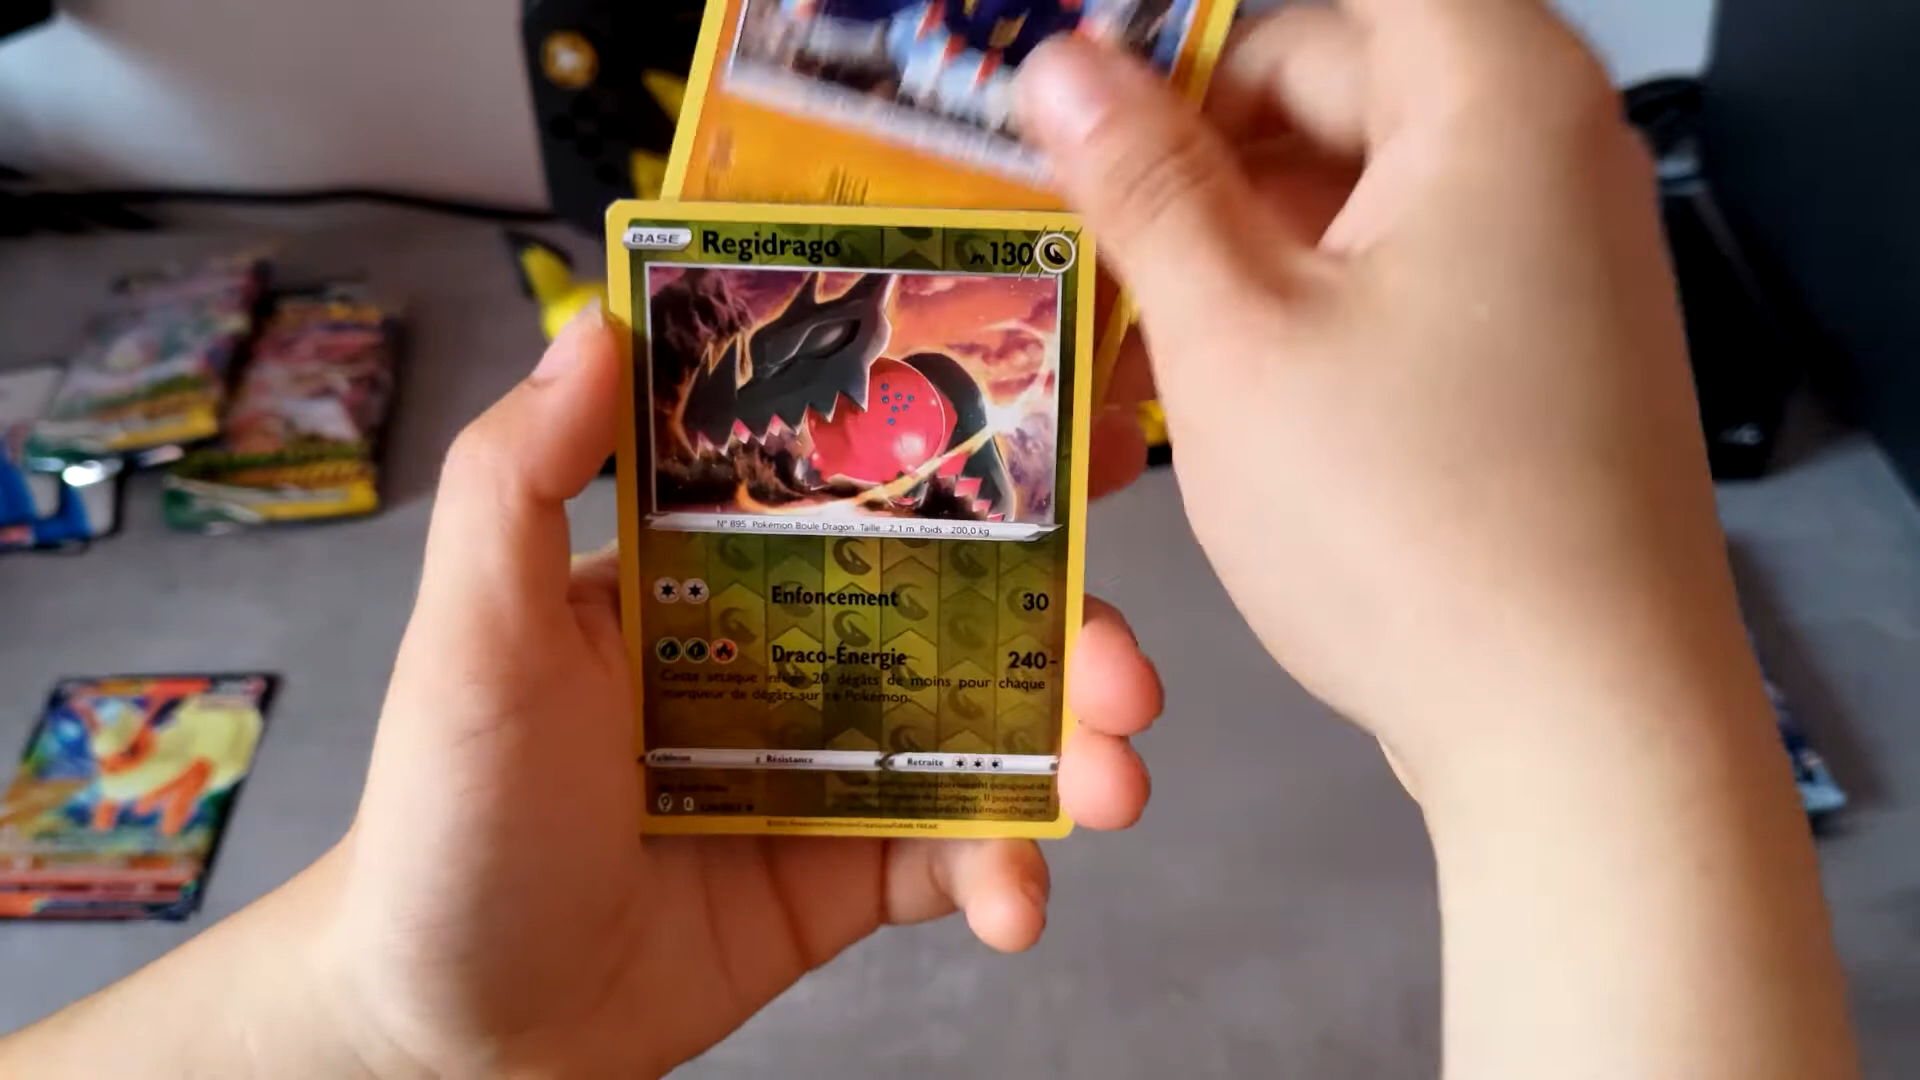 BASE Regidrago 130
N° 895 Pokémon Boule Dragon Taille : 2,1 m Poids : 200,0 kg
Enfoncement 30
Draco-Énergie 240-
Cette attaque inflige 20 dégâts de moins pour chaque
marqueur de dégâts sur ce Pokémon.
Faiblesse Résistance Retraite